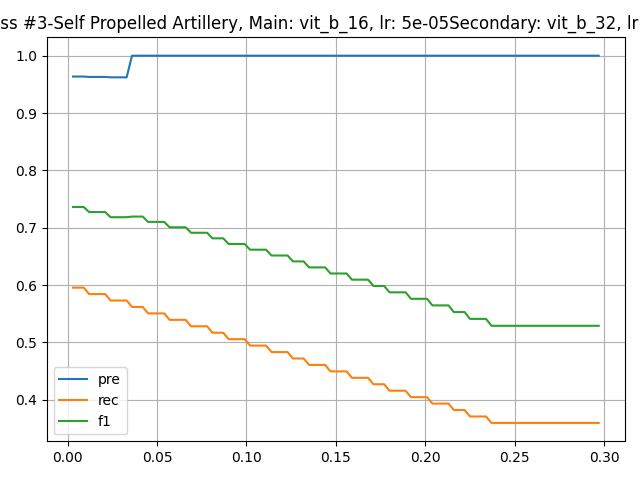 ss #3-Self Propelled Artillery, Main: vit_b_16, lr: 5e-05Secondary: vit_b_32, lr
1.0
0.9
0.8
0.7
0.6
0.5
0.4
pre
rec
f1
0.00 0.05 0.10 0.15 0.20 0.25 0.30